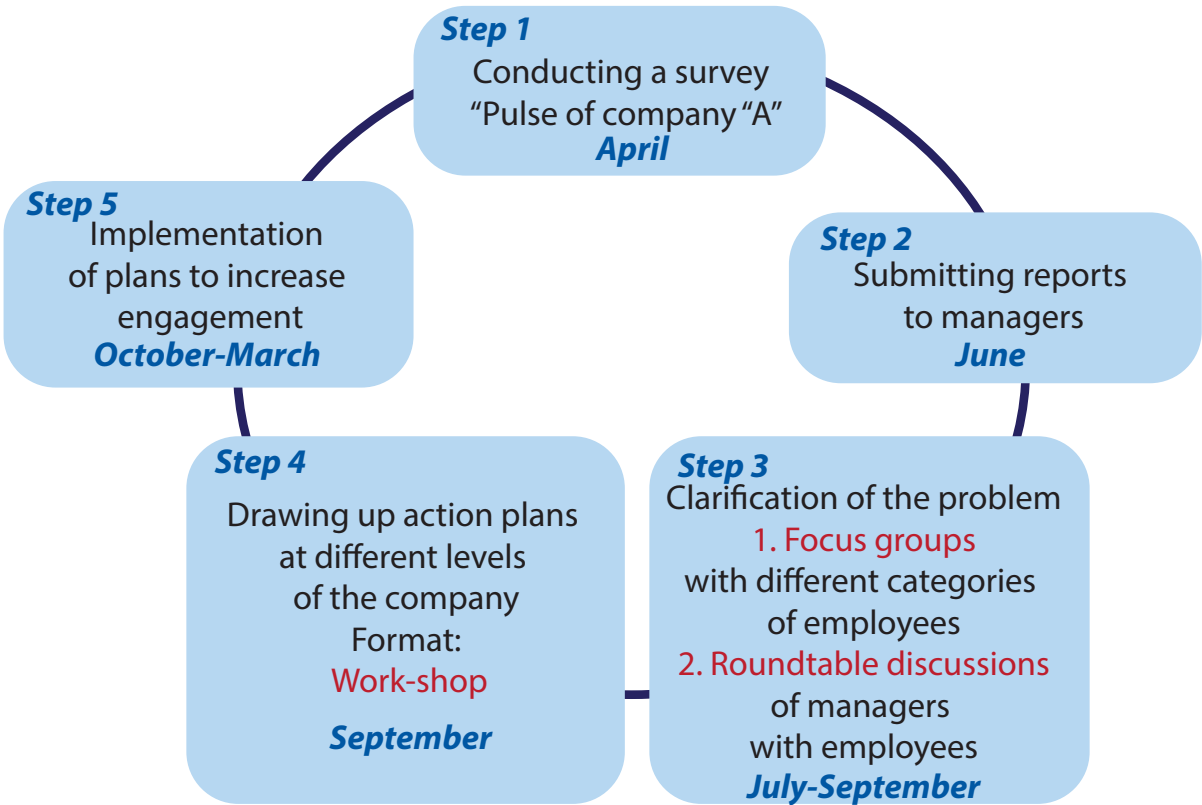 Step 1
Conducting a survey
“Pulse of company “A”
April
Step 2
Submitting reports
to managers
June
Step 3
Clarification of the problem
1. Focus groups
with different categories
of employees
2. Roundtable discussions
of managers
with employees
July-September
Step 4
Drawing up action plans
at different levels
of the company
Format:
Work-shop
September
Step 5
Implementation
of plans to increase
engagement
October-March